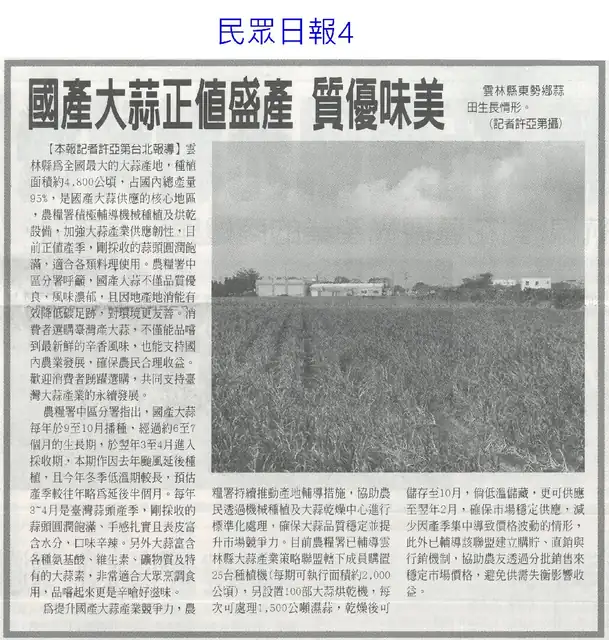 民眾日報4
國產大蒜正值盛產 質優味美
雲林縣東勢鄉蒜
田生長情形。
(記者許亞第攝)
【本報記者許亞第台北報導】雲
林縣為全國最大的大蒜產地，種植
面積約4,800公頃，占國內總產量
95%，是國產大蒜供應的核心地區
，農糧署積極輔導機械種植及烘乾
設備，加強大蒜產業供應韌性，日
前正值產季，剛採收的蒜頭圓潤飽
滿，適合各類料理使用。農糧署中
區分署呼籲，國產大蒜不僅品質優
良，風味濃郁，且因地產地消能有
效降低碳足跡，對環境更友善。消
費者選購臺灣產大蒜，不僅能品嚐
到最新鮮的辛香風味，也能支持國
內農業發展，確保農民合理收益。
歡迎消費者踴躍選購，共同支持臺
灣大蒜產業的永續發展。
農糧署中區分署指出，國產大蒜
每年於9至10月播種、經過約6至7
個月的生長期，於翌年3至4月進入
採收期，本期作因去年颱風延後種
植，且今年冬季低溫期較長，預估
產季較往年略為延後半個月。每年
3~4月是臺灣蒜頭產季，剛採收的
蒜頭圓潤飽滿、手感扎實且表皮富
含水分，口味辛辣。另外大蒜富含
各種氨基酸、維生素、礦物質及特
有的大蒜素，非常適合大家烹調食
用，品嚐起來更是辛嗆好滋味。
為提升國產大蒜產業競爭力，農
糧署持續推動產地輔導措施，協助農
民透過機械種植及大蒜乾燥中心進行
標準化處理，確保大蒜品質穩定並提
升市場競爭力。目前農糧署已輔導雲
林縣大蒜產業策略聯盟轄下成員購置
25台種植機(每期可執行面積約2,000
公頃)，另設置100部大蒜烘乾機，每
次可處理1,500公噸濕蒜，乾燥後可
儲存至10月，倘低溫儲藏，更可供應
至翌年2月，確保市場穩定供應，減
少因產季集中導致價格波動的情形，
此外已輔導該聯盟建立購貯、直銷與
行銷機制，協助農友透過分批銷售來
穩定市場價格，避免供需失衡影響收
益。